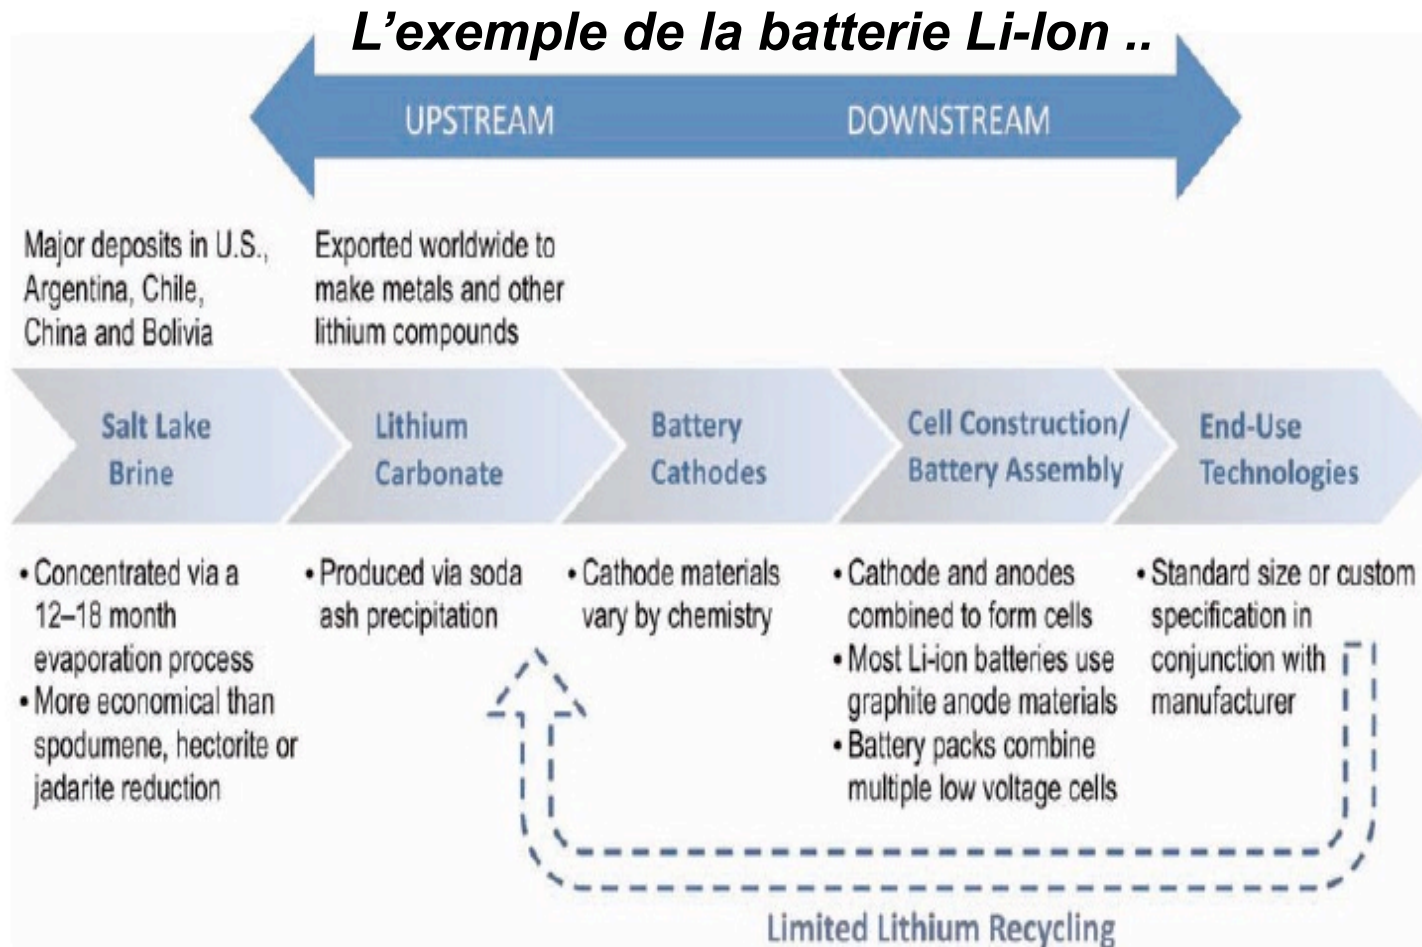 L’exemple de la batterie Li-Ion ..
UPSTREAM
DOWNSTREAM
Major deposits in U.S.,
Argentina, Chile,
China and Bolivia
Exported worldwide to
make metals and other
lithium compounds
Salt Lake
Brine
Lithium
Carbonate
Battery
Cathodes
Cell Construction/
Battery Assembly
End-Use
Technologies
• Concentrated via a
12–18 month
evaporation process
• More economical than
spodumene, hectorite or
jadarite reduction
• Produced via soda
ash precipitation
• Cathode materials
vary by chemistry
• Cathode and anodes
combined to form cells
• Most Li-ion batteries use
graphite anode materials
• Battery packs combine
multiple low voltage cells
• Standard size or custom
specification in
conjunction with
manufacturer
Limited Lithium Recycling